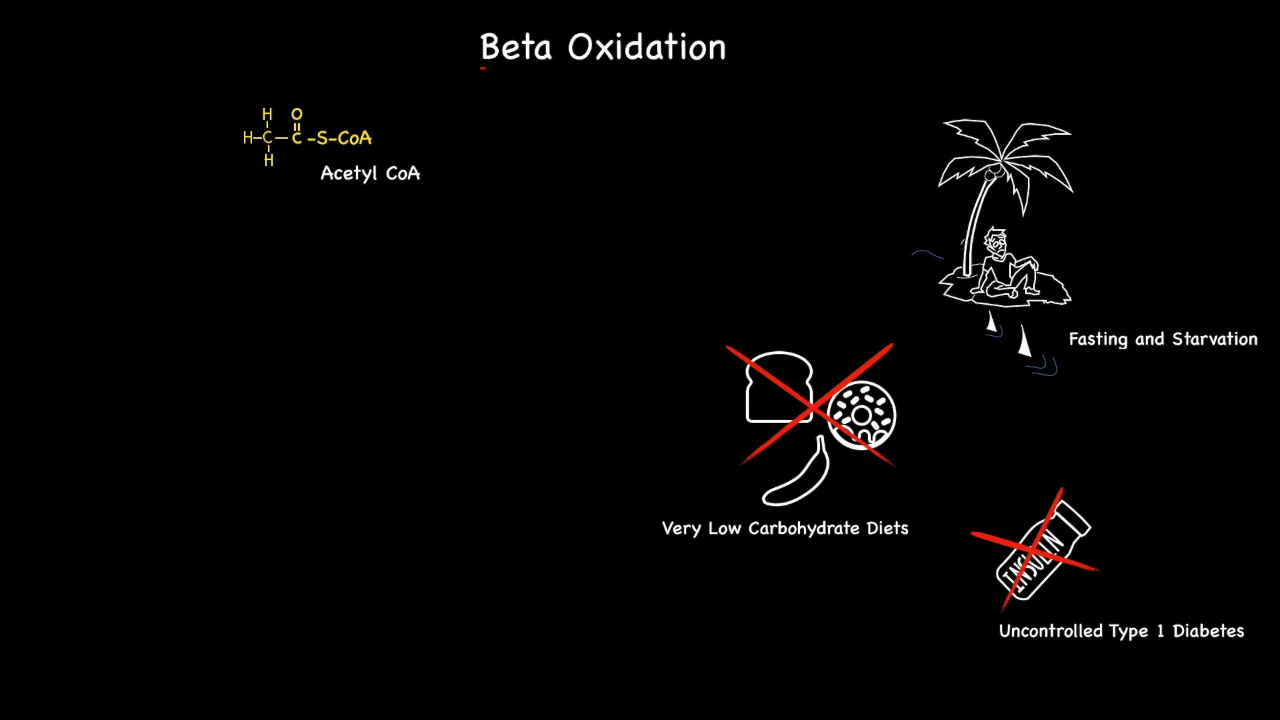 Beta Oxidation
H O
H-C-C-S-CoA
H
Acetyl CoA
Fasting and Starvation
Very Low Carbohydrate Diets
INSULIN
Uncontrolled Type 1 Diabetes